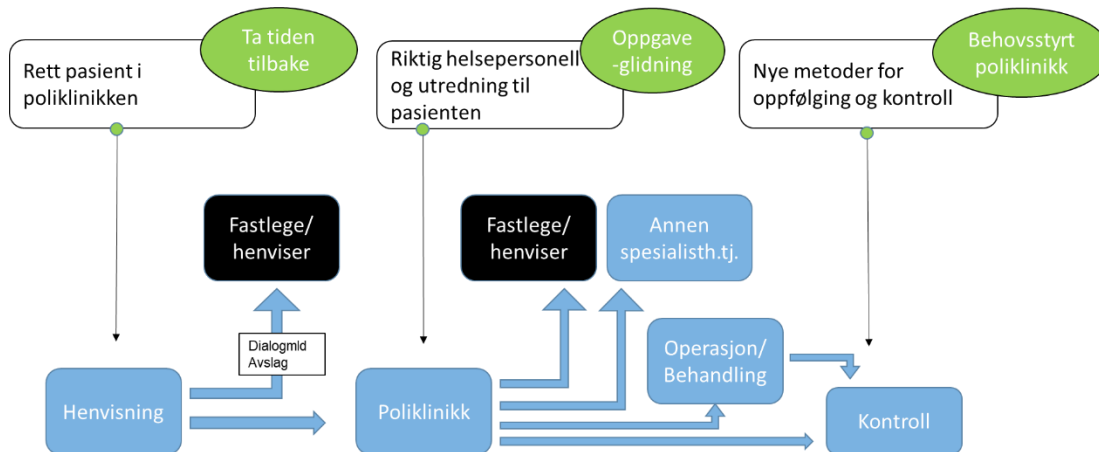 Ta tiden
tilbake
Rett pasient i
poliklinikken
Oppgave
-glidning
Riktig helsepersonell
og utredning til
pasienten
Behovsstyrt
poliklinikk
Nye metoder for
oppfølging og kontroll
Fastlege/
henviser
Fastlege/
henviser
Annen
spesialisth.tj.
Dialogmld
Avslag
Operasjon/
Behandling
Henvisning
Poliklinikk
Kontroll